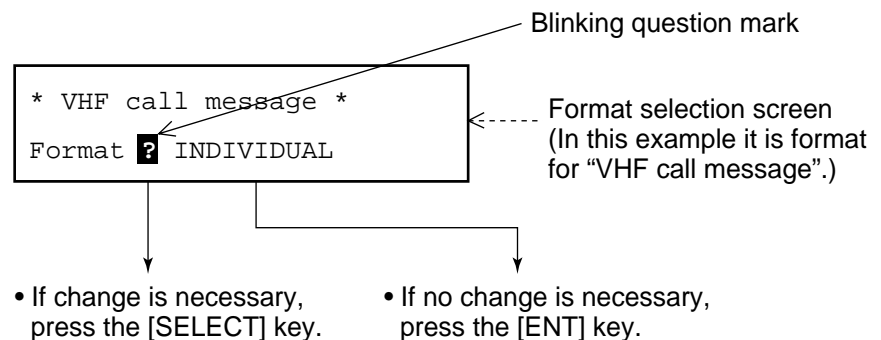 Blinking question mark
* VHF call message *
Format ? INDIVIDUAL
Format selection screen
(In this example it is format
for “VHF call message”.)
• If change is necessary,
press the [SELECT] key.
• If no change is necessary,
press the [ENT] key.